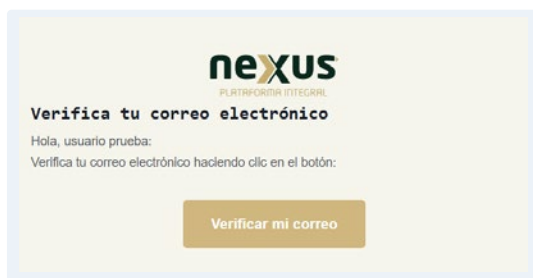 nexus
PLATAFORMA INTEGRAL
Verifica tu correo electrónico
Hola, usuario prueba:
Verifica tu correo electrónico haciendo clic en el botón:
Verificar mi correo